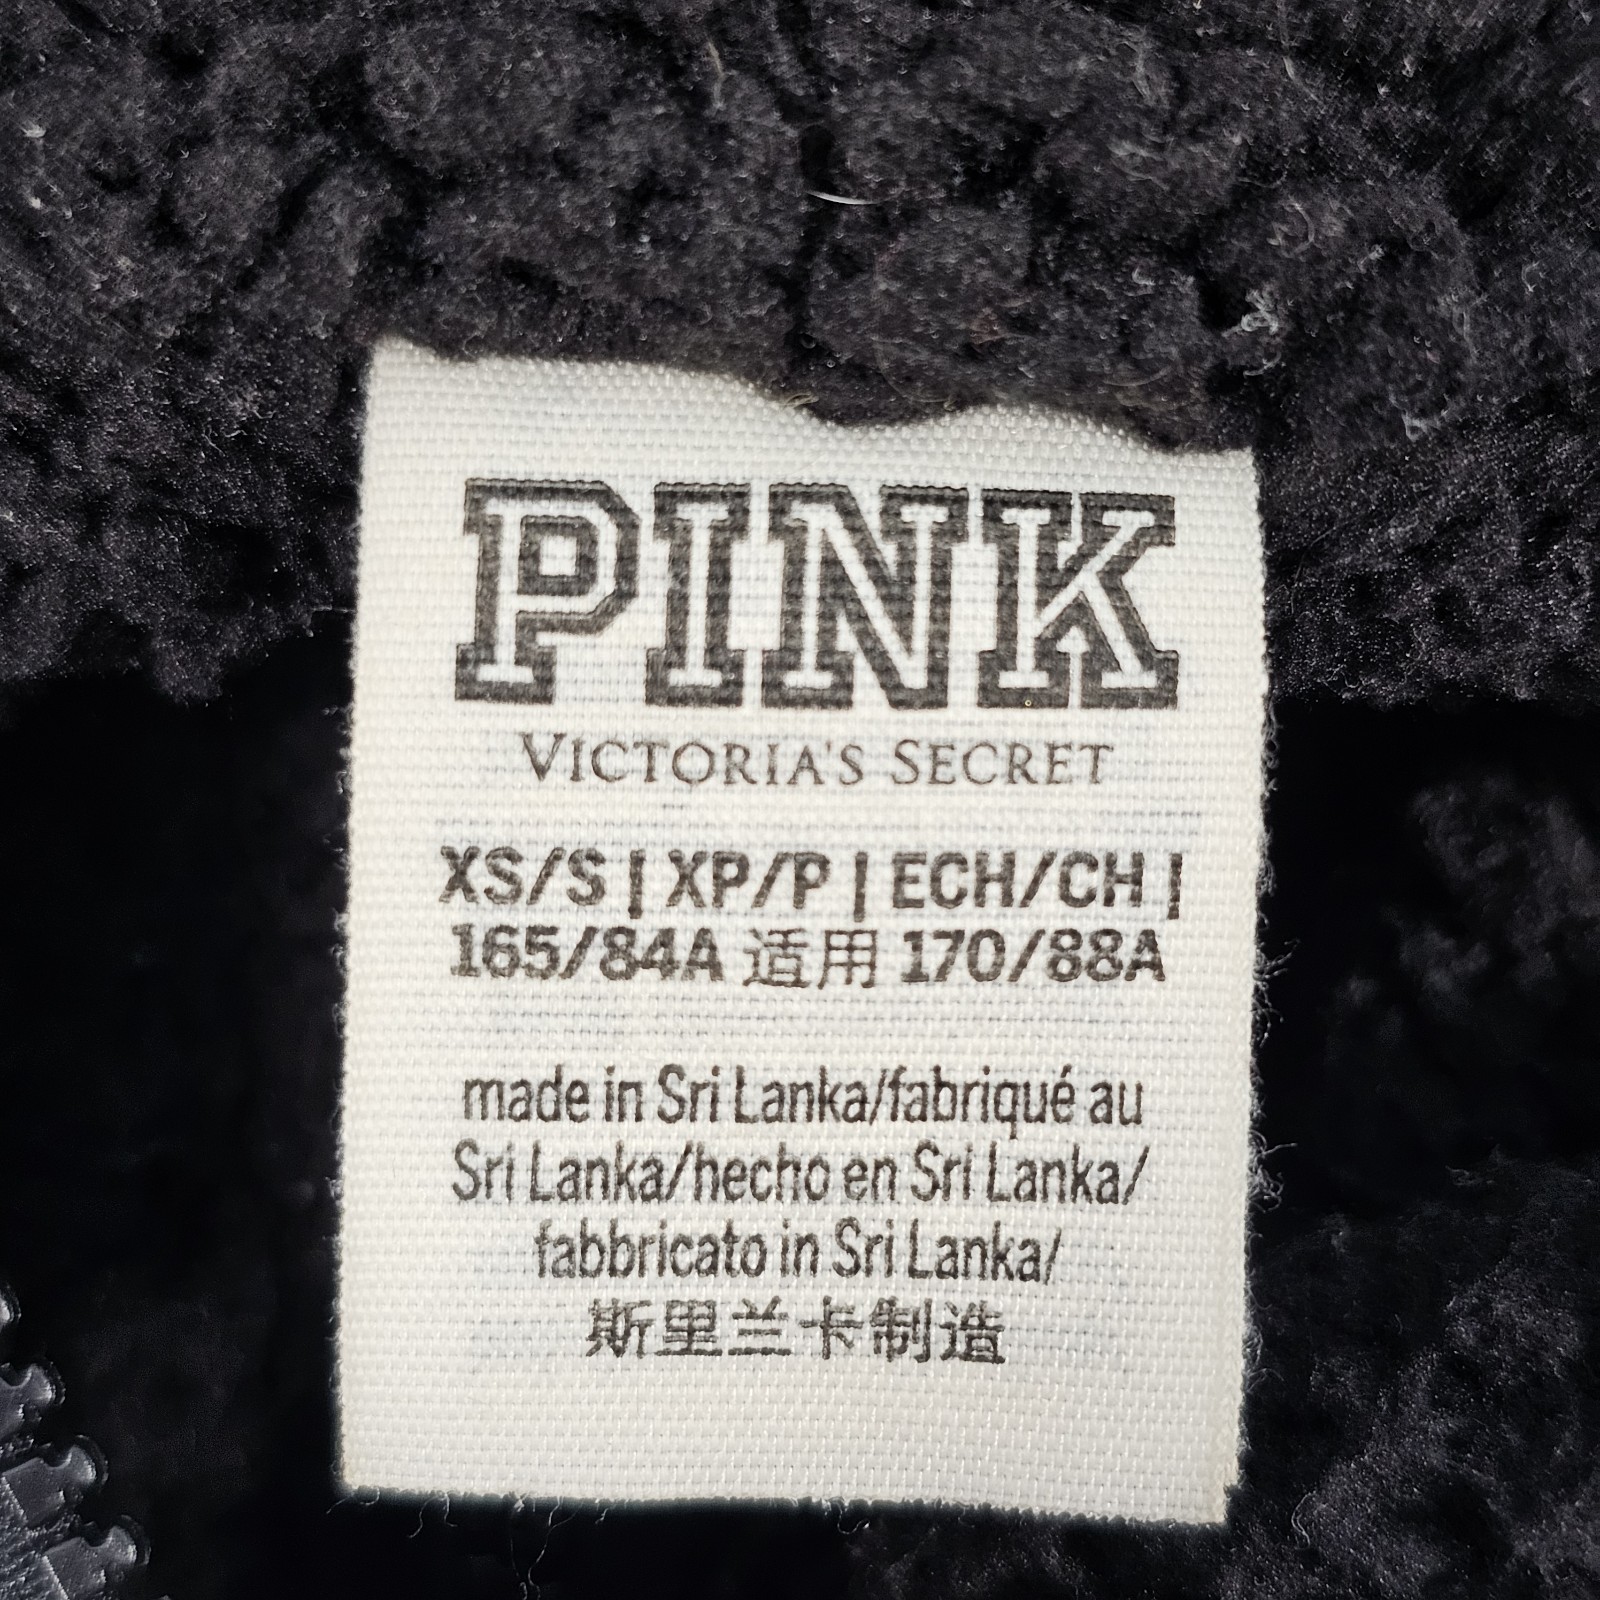 PINK
VICTORIA'S SECRET
XS/S | XP/P | ECH/CH |
165/84A 适用 170/88A
made in Sri Lanka/fabriqué au
Sri Lanka/hecho en Sri Lanka/
fabbricato in Sri Lanka/
斯里兰卡制造